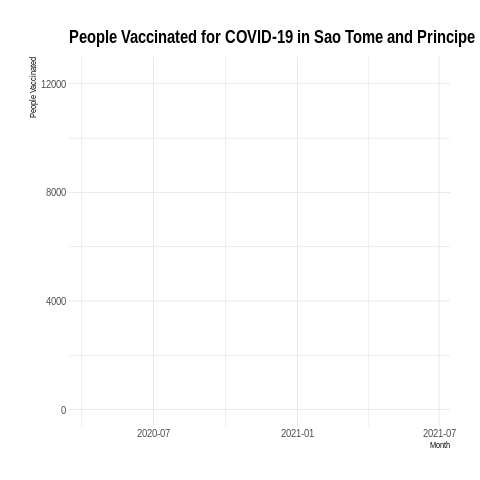 People Vaccinated for COVID-19 in Sao Tome and Principe
People Vaccinated
12000
8000
4000
0
2020-07 2021-01 2021-07
Month